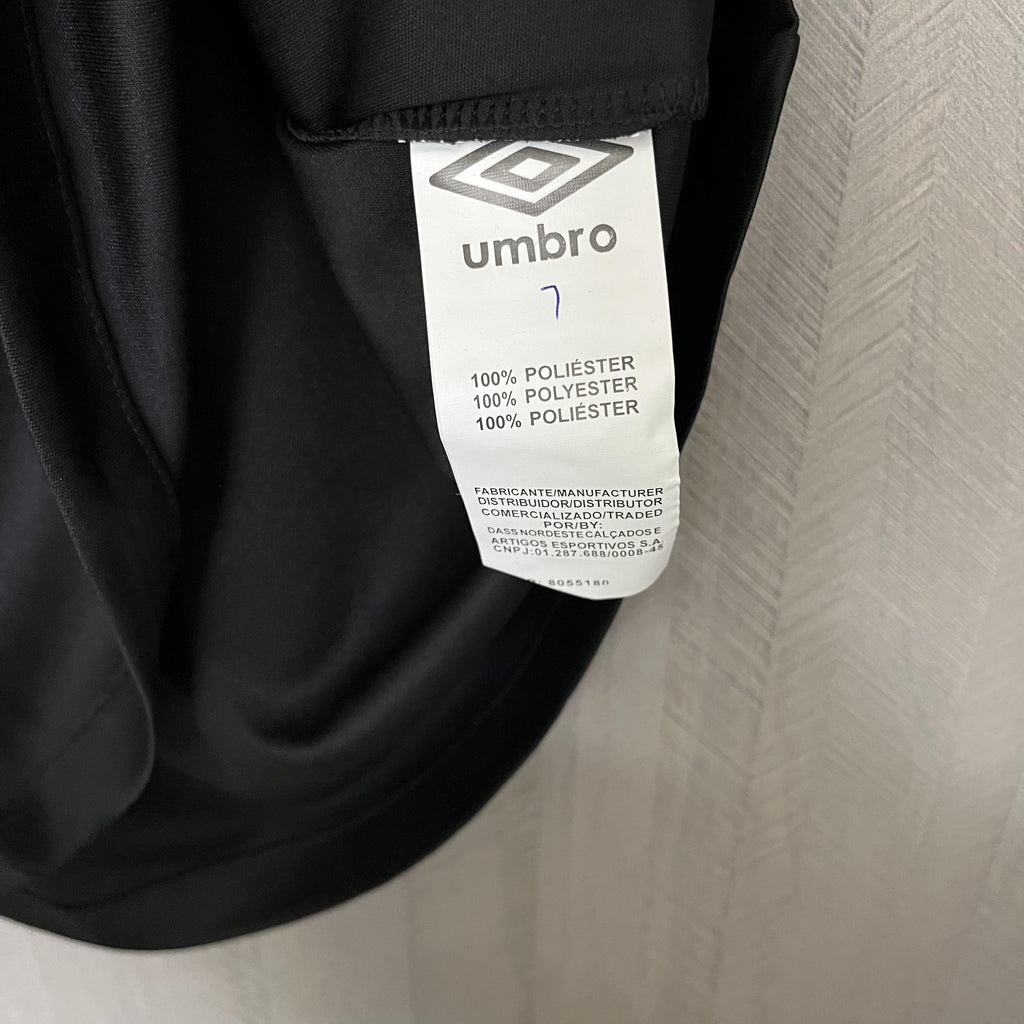 umbro
7
100% POLIÉSTER
100% POLYESTER
100% POLIÉSTER
FABRICANTE/MANUFACTURER
DISTRIBUIDOR/DISTRIBUTOR
COMERCIALIZADO/TRADED
POR/BY:
DASS NORDESTE CALÇADOS E
ARTIGOS ESPORTIVOS S.A.
CNPJ:01.287.688/0008-45
8055180